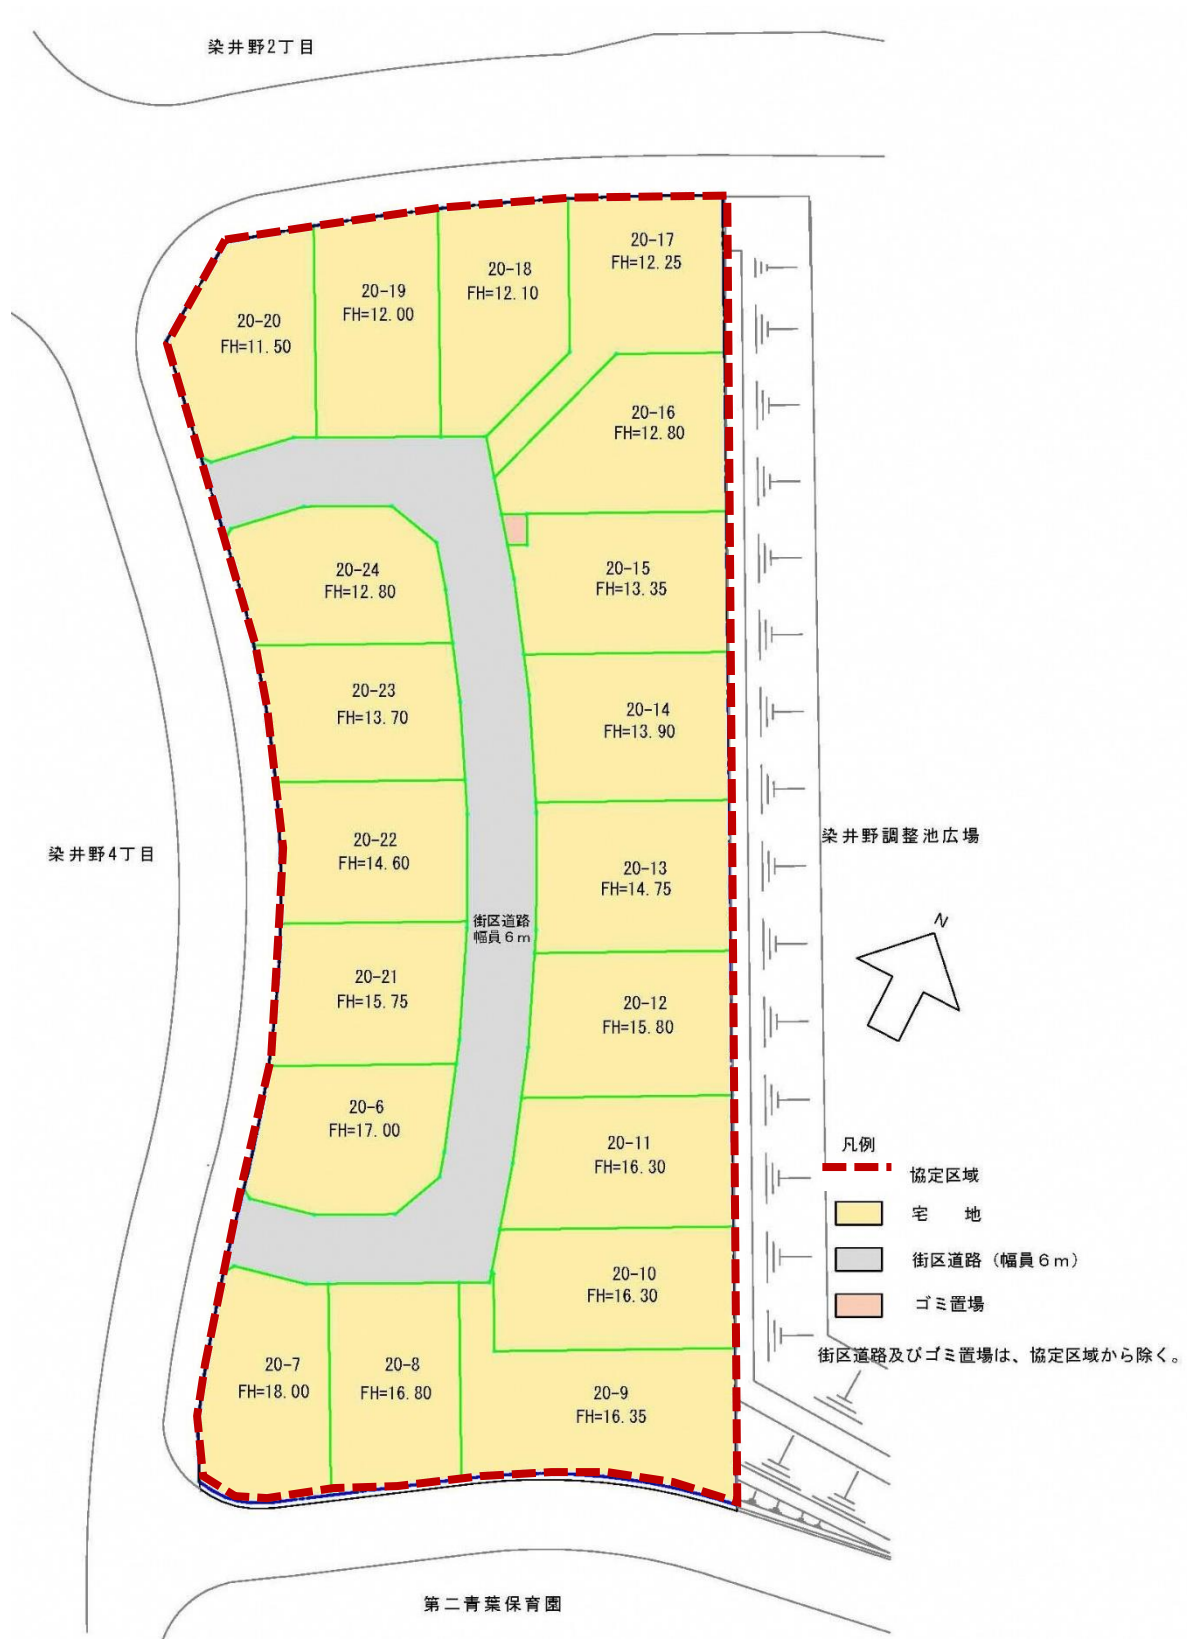 染井野2丁目
20-17
FH=12.25
20-18
FH=12.10
20-19
FH=12.00
20-20
FH=11.50
20-16
FH=12.80
20-15
FH=13.35
20-24
FH=12.80
20-23
FH=13.70
20-14
FH=13.90
20-22
FH=14.60
20-13
FH=14.75
染井野4丁目
染井野調整池広場
街区道路
幅員6m
N
20-21
FH=15.75
20-12
FH=15.80
20-6
FH=17.00
20-11
FH=16.30
20-10
FH=16.30
20-7
FH=18.00
20-8
FH=16.80
20-9
FH=16.35
凡例
協定区域
宅 地
街区道路（幅員6m）
ゴミ置場
街区道路及びゴミ置場は、協定区域から除く。
第二青葉保育園